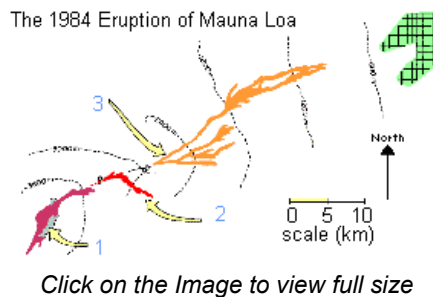 The 1984 Eruption of Mauna Loa
3
North
2
1
0 5 10
scale (km)
Click on the Image to view full size